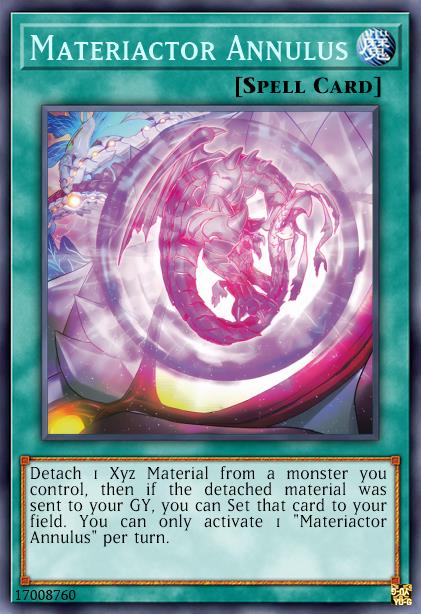 MATERIACTOR ANNULUS
魔
[SPELL CARD]
Detach 1 Xyz Material from a monster you
control, then if the detached material was
sent to your GY, you can Set that card to your
field. You can only activate 1 "Materiactor
Annulus" per turn.
17008760